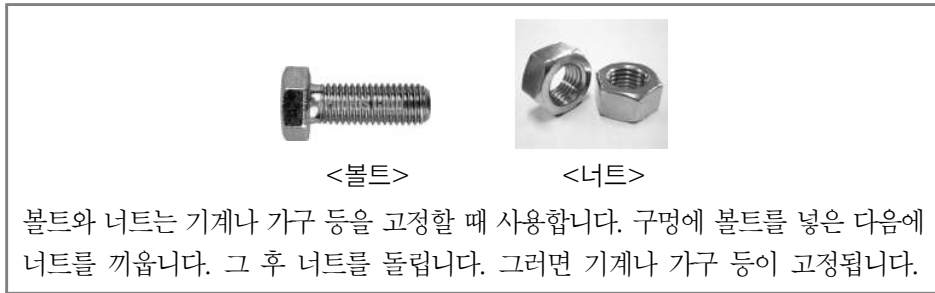 <볼트> <너트>
볼트와 너트는 기계나 가구 등을 고정할 때 사용합니다. 구멍에 볼트를 넣은 다음에
너트를 끼웁니다. 그 후 너트를 돌립니다. 그러면 기계나 가구 등이 고정됩니다.